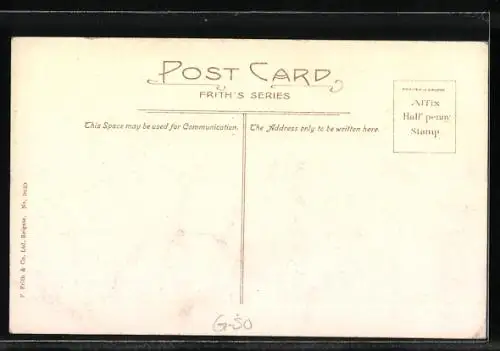 POST CARD
FRITH'S SERIES
This Space may be used for Communication.
The Address only to be written here.
Affix
Half penny
Stamp
F. Frith & Co. Ltd. Reigate. No.
G-50